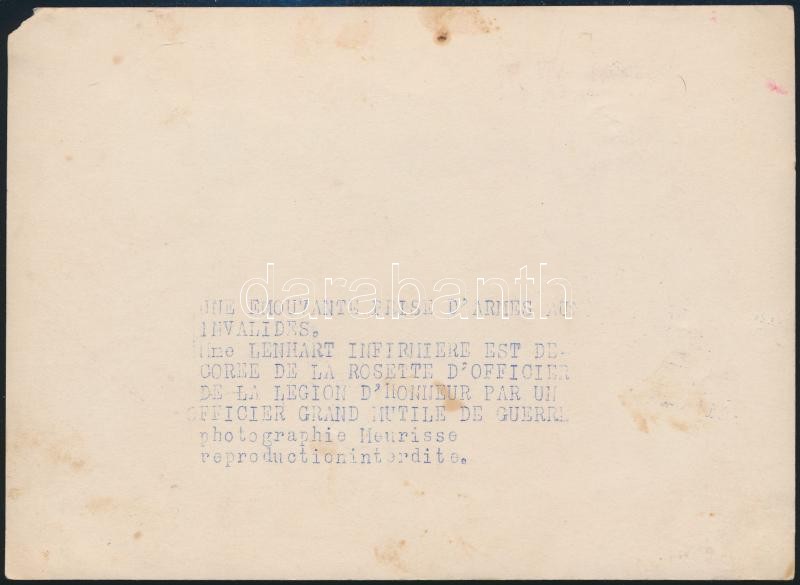 darabanth
UNE EMOUVANTE PRISE D'ARMES AUX
INVALIDES.
Mme LENHART INFIRMIERE EST DE-
COREE DE LA ROSETTE D'OFFICIER
DE LA LEGION D'HONNEUR PAR UN
OFFICIER GRAND MUTILE DE GUERRE
photographie Meurisse
reproductioninterdite.